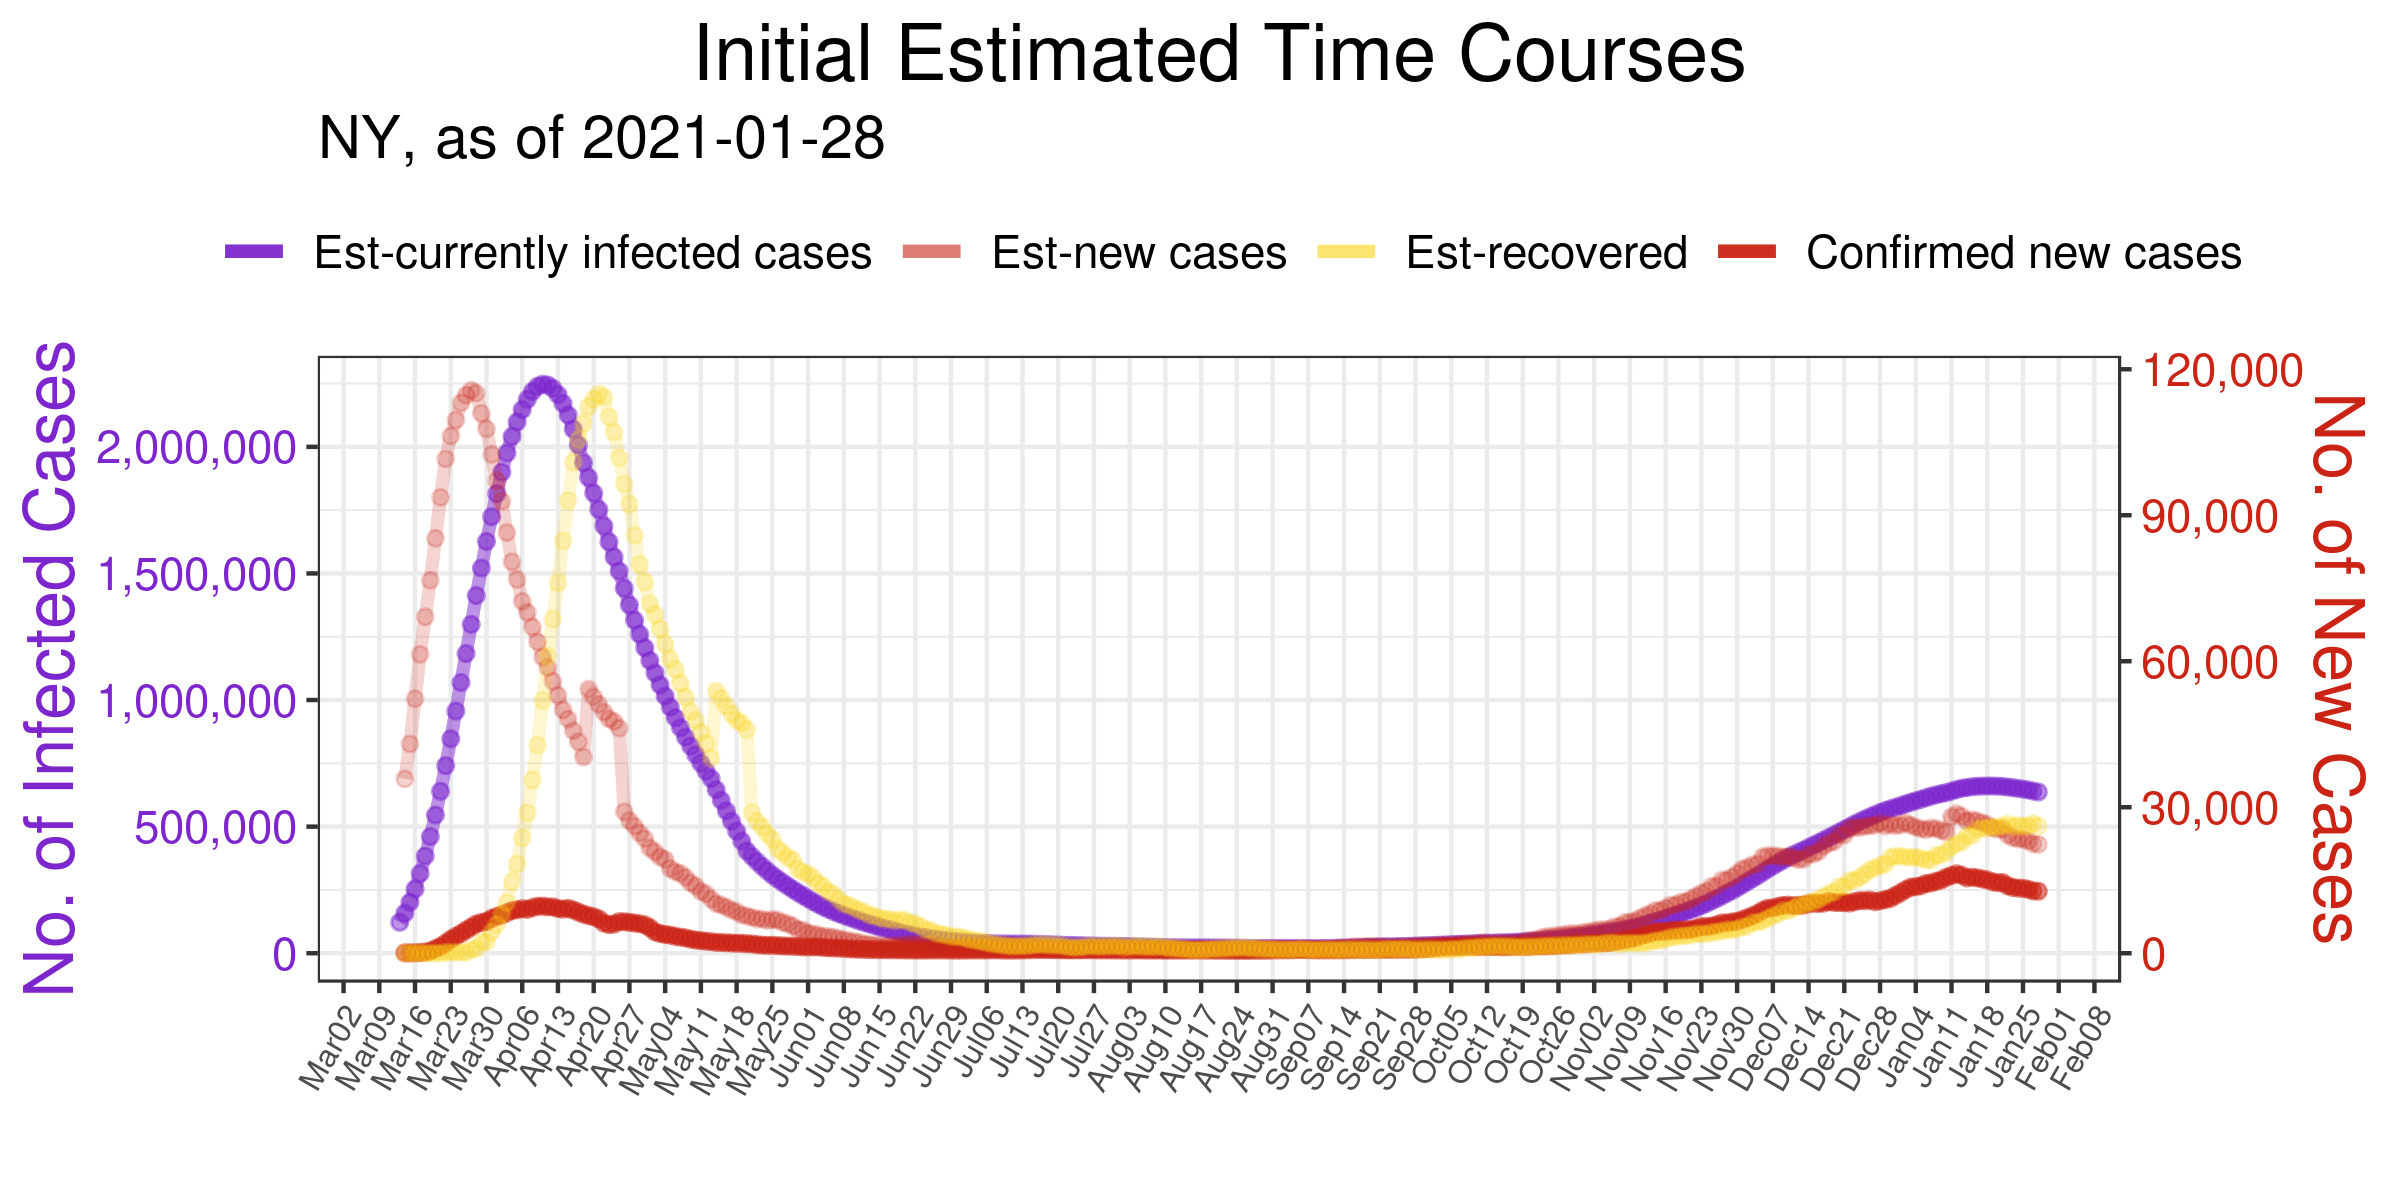 Initial Estimated Time Courses
NY, as of 2021-01-28
Est-currently infected cases Est-new cases Est-recovered Confirmed new cases
No. of Infected Cases
2,000,000
1,500,000
1,000,000
500,000
0
120,000
90,000
60,000
30,000
0
No. of New Cases
Mar02 Mar09 Mar16 Mar23 Mar30 Apr06 Apr13 Apr20 Apr27 May04 May11 May18 May25 Jun01 Jun08 Jun15 Jun22 Jun29 Jul06 Jul13 Jul20 Jul27 Aug03 Aug10 Aug17 Aug24 Aug31 Sep07 Sep14 Sep21 Sep28 Oct05 Oct12 Oct19 Oct26 Nov02 Nov09 Nov16 Nov23 Nov30 Dec07 Dec14 Dec21 Dec28 Jan04 Jan11 Jan18 Jan25 Feb01 Feb08